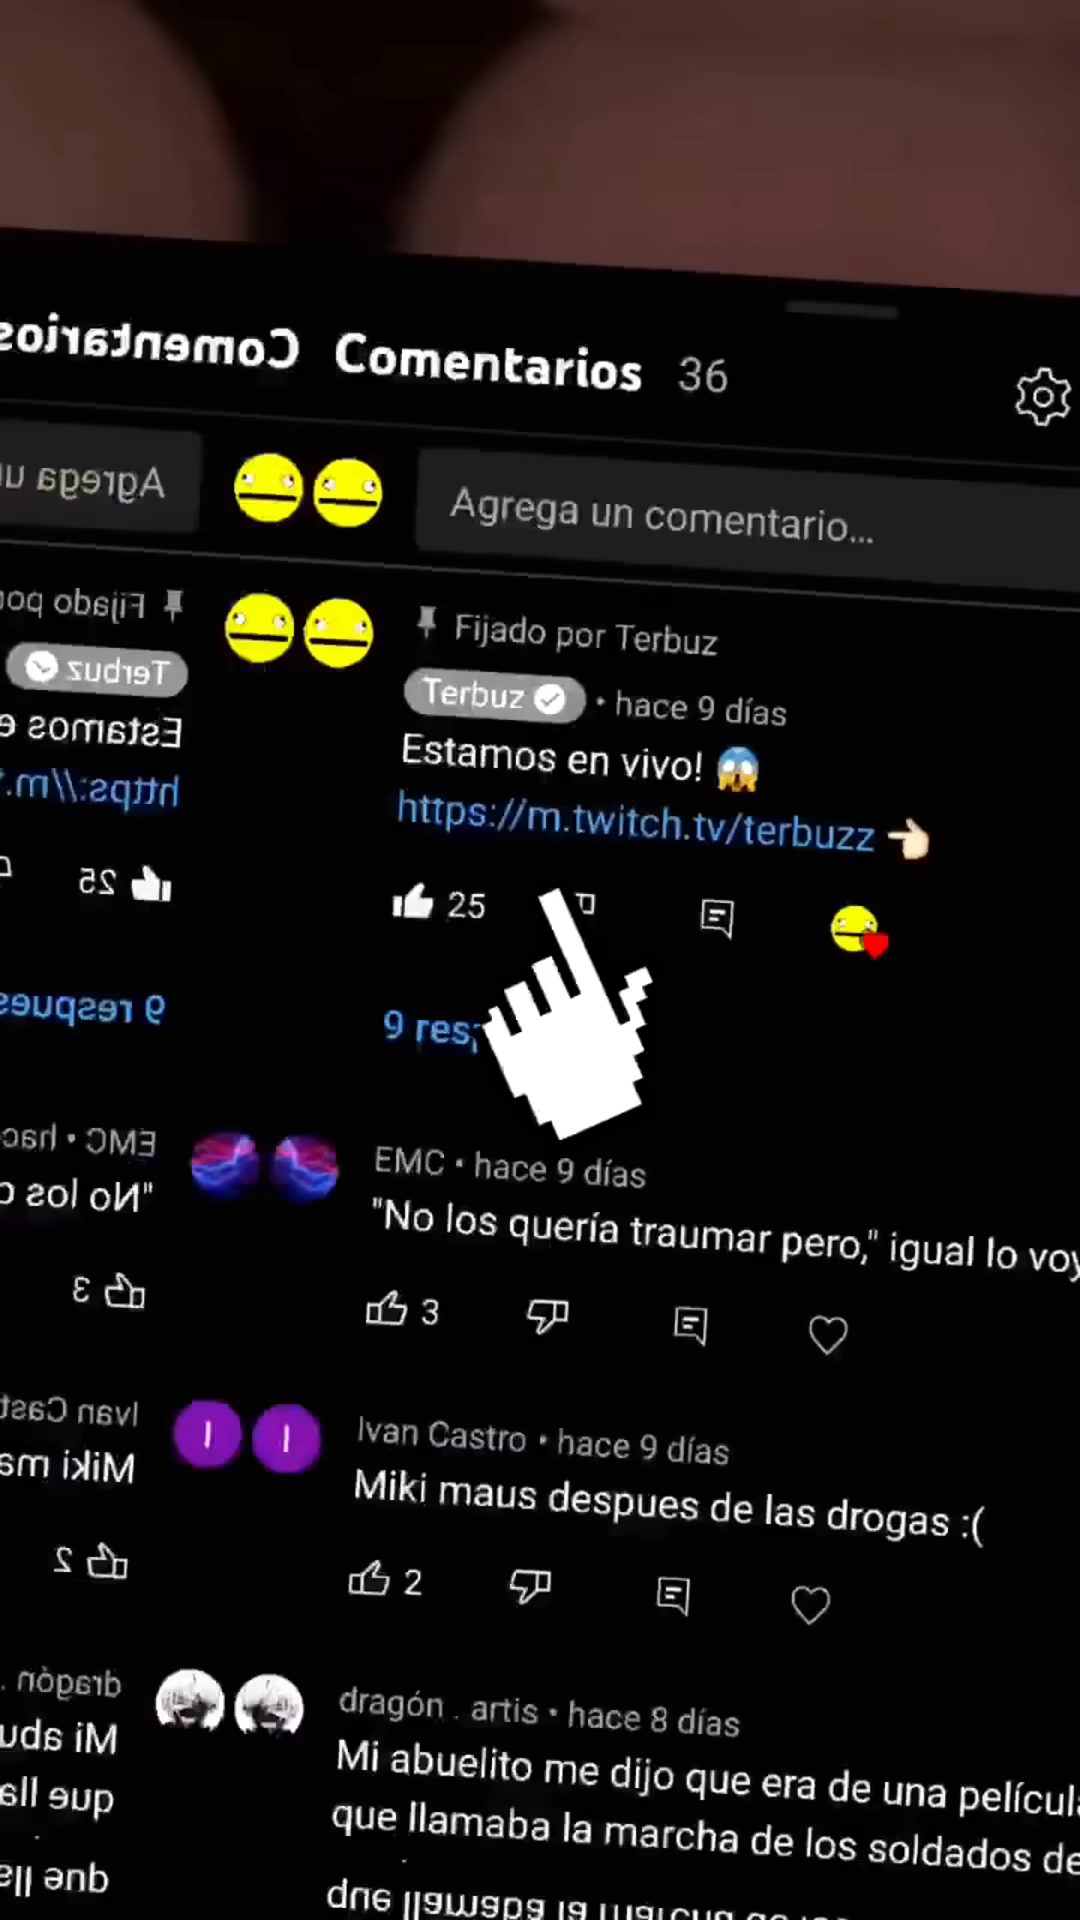 Comentarios 36
Agrega un comentario...
Fijado por Terbuz
Terbuz • hace 9 días
Estamos en vivo! 😱
https://m.twitch.tv/terbuzz 👈🏻
25
9
EMC • hace 9 días
"No los quería traumar pero," igual lo voy
3
I I Ivan Castro • hace 9 días
Miki maus despues de las drogas :(
2
dragón . artis • hace 8 días
Mi abuelito me dijo que era de una
que llamaba la marcha de los soldados de